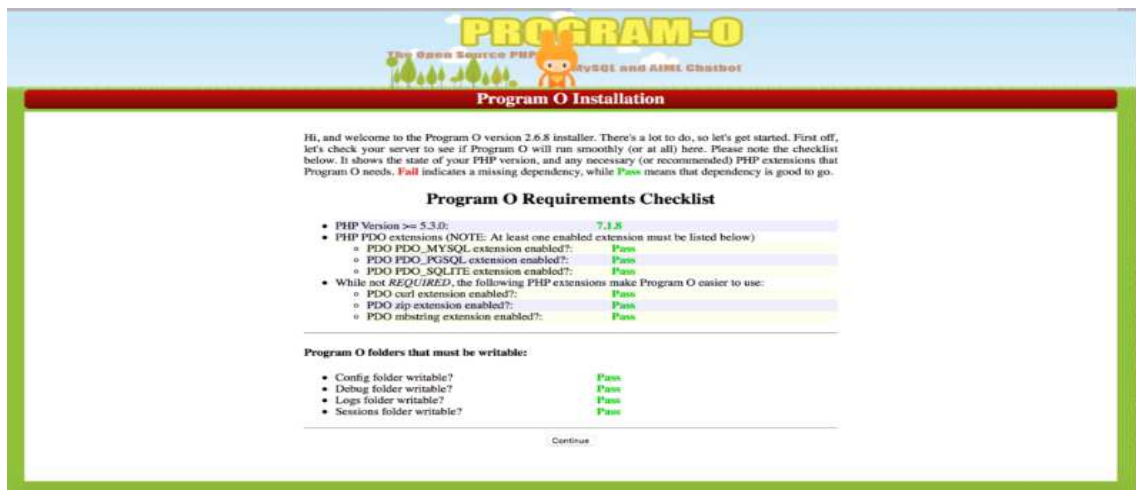 PROGRAM-O
The Open Source PHP
MySQL and AIML Chatbot
Program O Installation
Hi, and welcome to the Program O version 2.6.8 installer. There's a lot to do, so let's get started. First off,
let's check your server to see if Program O will run smoothly (or at all) here. Please note the checklist
below. It shows the state of your PHP version, and any necessary (or recommended) PHP extensions that
Program O needs. Fail indicates a missing dependency, while Pass means that dependency is good to go.
Program O Requirements Checklist
• PHP Version >= 5.3.0: 7.1.8
• PHP PDO extensions (NOTE: At least one enabled extension must be listed below)
◦ PDO PDO_MYSQL extension enabled?: Pass
◦ PDO PDO_PGSQL extension enabled?: Pass
◦ PDO PDO_SQLITE extension enabled?: Pass
• While not REQUIRED, the following PHP extensions make Program O easier to use:
◦ PDO curl extension enabled?: Pass
◦ PDO zip extension enabled?: Pass
◦ PDO mbstring extension enabled?: Pass
Program O folders that must be writable:
• Config folder writable? Pass
• Debug folder writable? Pass
• Logs folder writable? Pass
• Sessions folder writable? Pass
Continue